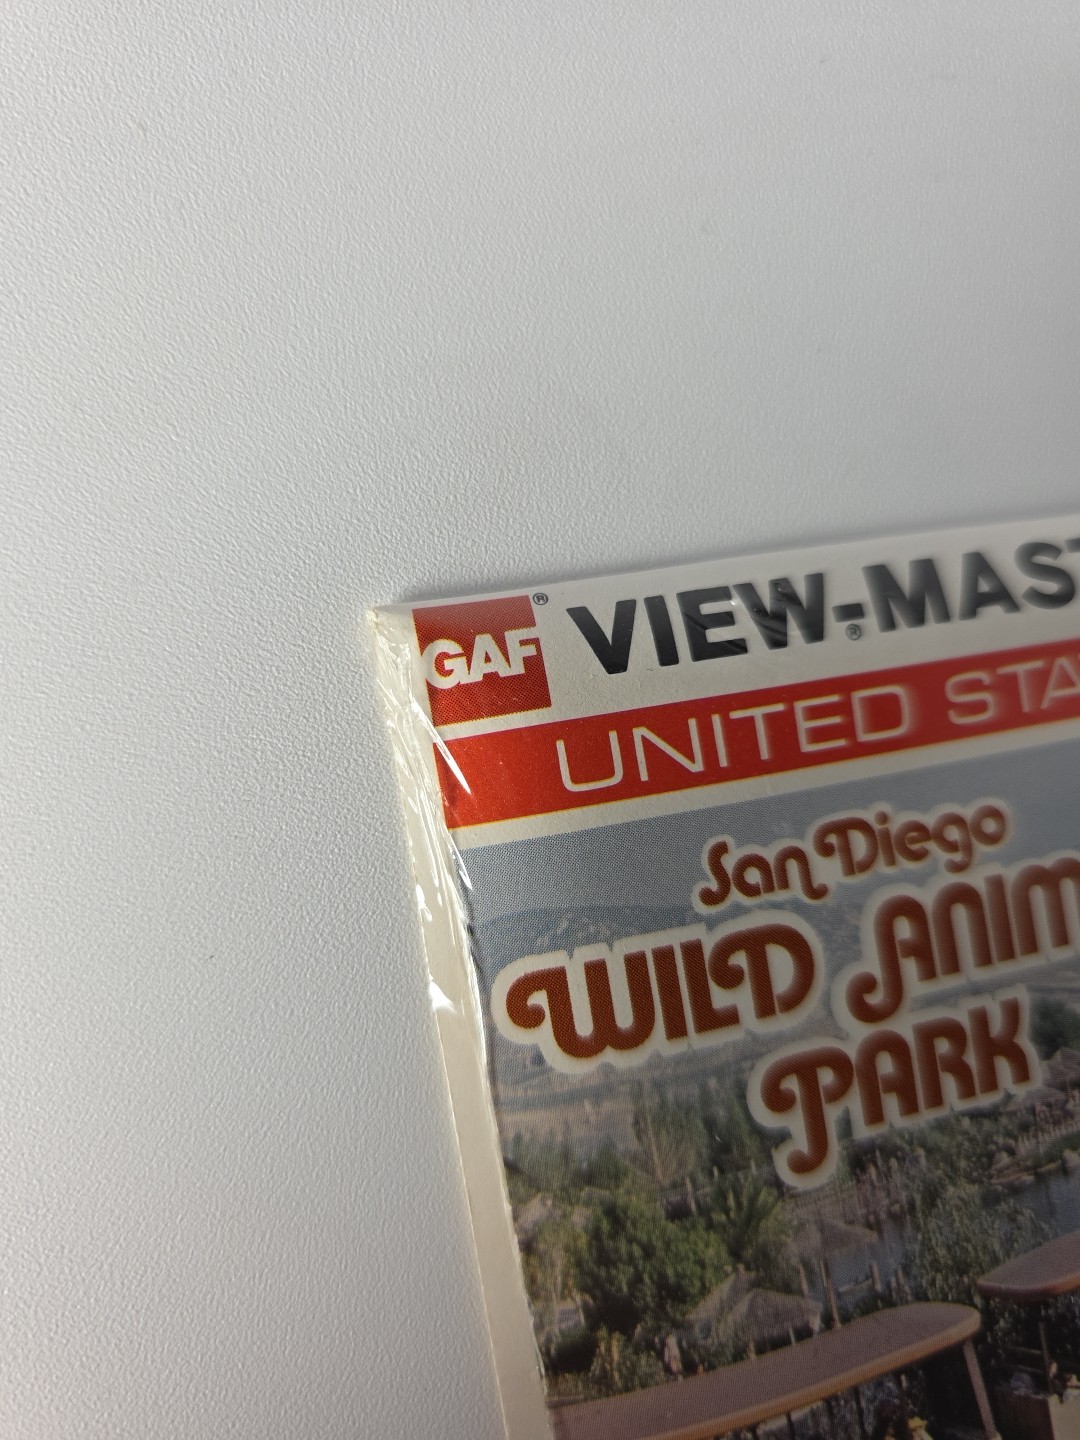 GAF®
VIEW-MAST
®
UNITED STA
San Diego
WILD ANIM
PARK